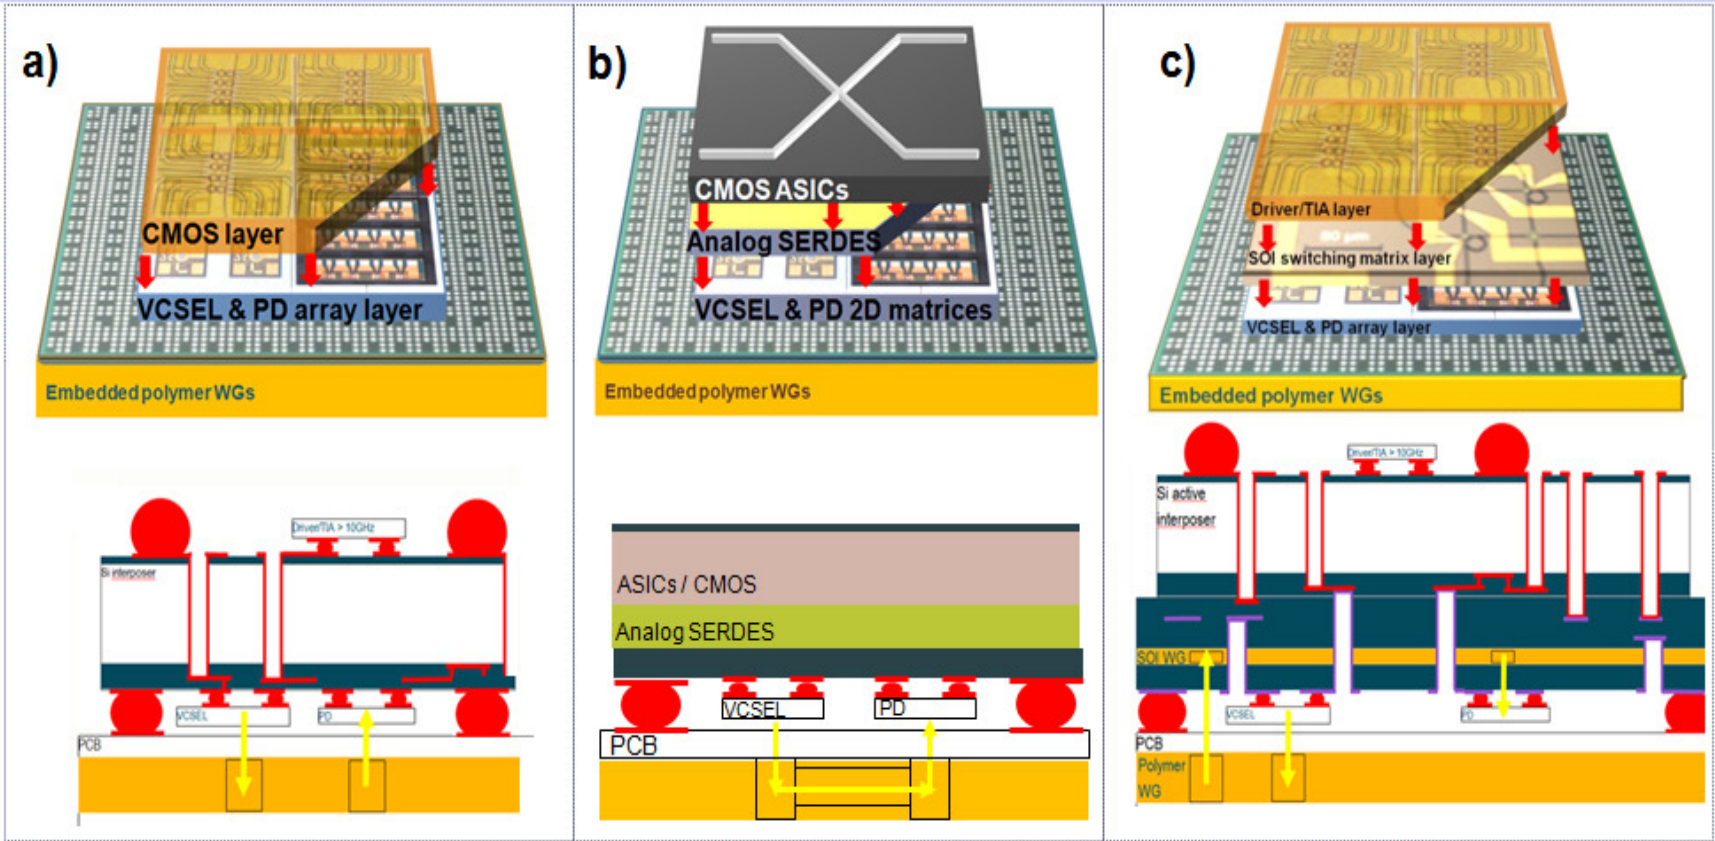 a)
CMOS layer
VCSEL & PD array layer
Embedded polymer WGs
Driver/TIA > 10GHz
Si interposer
VCSEL
PD
PCB
b)
CMOS ASICs
Analog SERDES
VCSEL & PD 2D matrices
Embedded polymer WGs
ASICs / CMOS
Analog SERDES
VCSEL
PD
PCB
c)
Driver/TIA layer
80 µm
SOI switching matrix layer
VCSEL & PD array layer
Embedded polymer WGs
Driver/TIA > 10GHz
Si active
interposer
SOI WG
VCSEL
PD
PCB
Polymer
WG